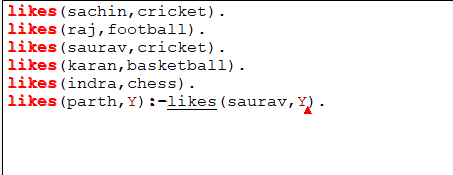 likes(sachin,cricket).
likes(raj,football).
likes(saurav,cricket).
likes(karan,basketball).
likes(indra,chess).
likes(parth,Y):-likes(saurav,Y).